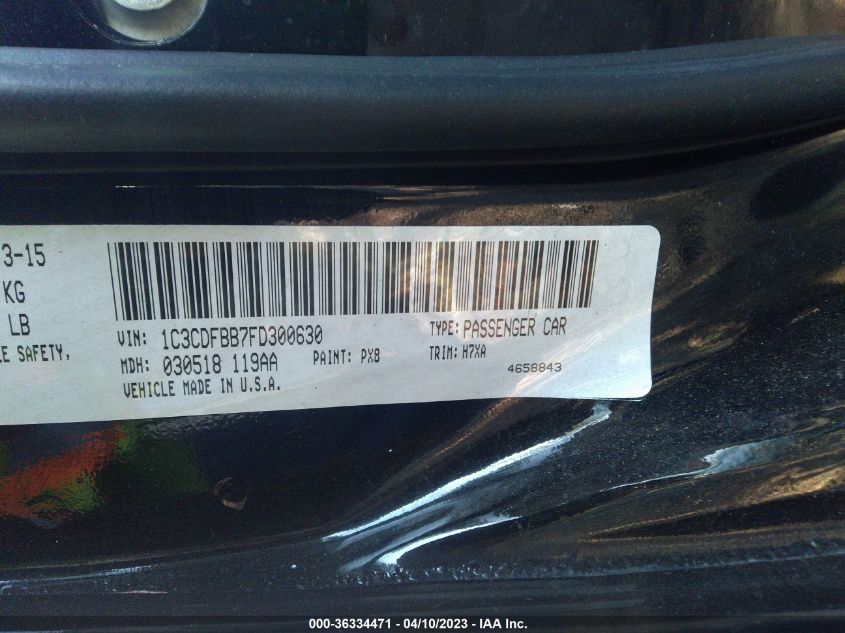 3-15
KG
LB
LE SAFETY,
VIN: 1C3CDFBB7FD300630
TYPE: PASSENGER CAR
MDH: 030518 119AA
PAINT: PX8
TRIM: H7XA
VEHICLE MADE IN U.S.A.
4658843
000-36334471 - 04/10/2023 - IAA Inc.